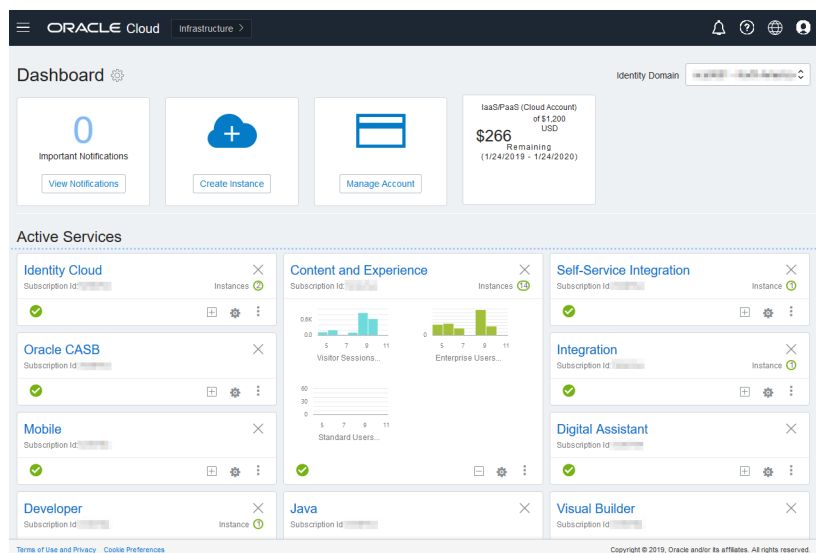 ORACLE Cloud
Infrastructure >
Dashboard
Identity Domain
0
Important Notifications
View Notifications
Create Instance
Manage Account
IaaS/PaaS (Cloud Account)
$266
of $1,200
USD
Remaining
(1/24/2019 - 1/24/2020)
Active Services
Identity Cloud
Subscription Id:
Instances 2
Content and Experience
Subscription Id:
Instances 14
0.6K
0.0
5 7 9 11
Visitor Sessions...
0
5 7 9 11
Enterprise Users...
60
30
0
5 7 9 11
Standard Users...
Self-Service Integration
Subscription Id:
Instance 1
Oracle CASB
Subscription Id:
Integration
Subscription Id:
Instance 1
Mobile
Subscription Id:
Digital Assistant
Subscription Id:
Developer
Subscription Id:
Instance 1
Java
Subscription Id:
Visual Builder
Subscription Id:
Terms of Use and Privacy Cookie Preferences
Copyright © 2019, Oracle and/or its affiliates. All rights reserved.